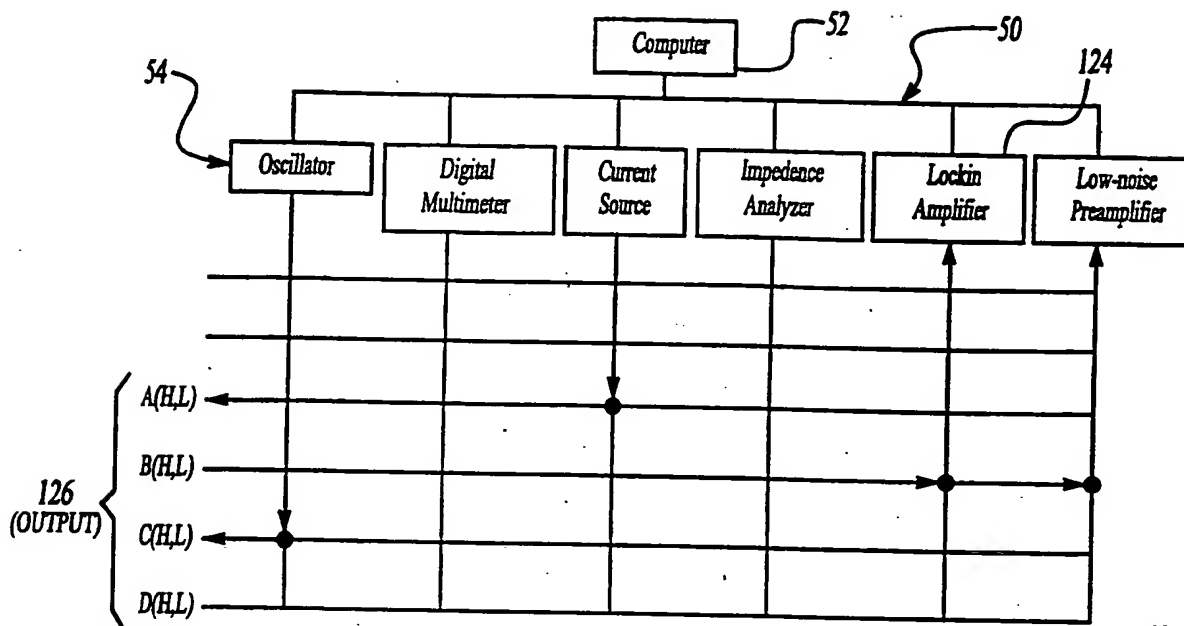 52
Computer
50
54
124
Oscillator
Digital
Multimeter
Current
Source
Impedence
Analyzer
Lockin
Amplifier
Low-noise
Preamplifier
A(H,L)
B(H,L)
126
(OUTPUT)
C(H,L)
D(H,L)